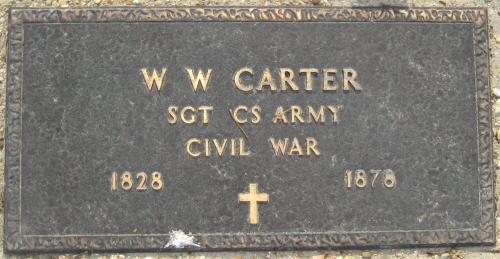 W W CARTER
SGT CS ARMY
CIVIL WAR
1828 1878